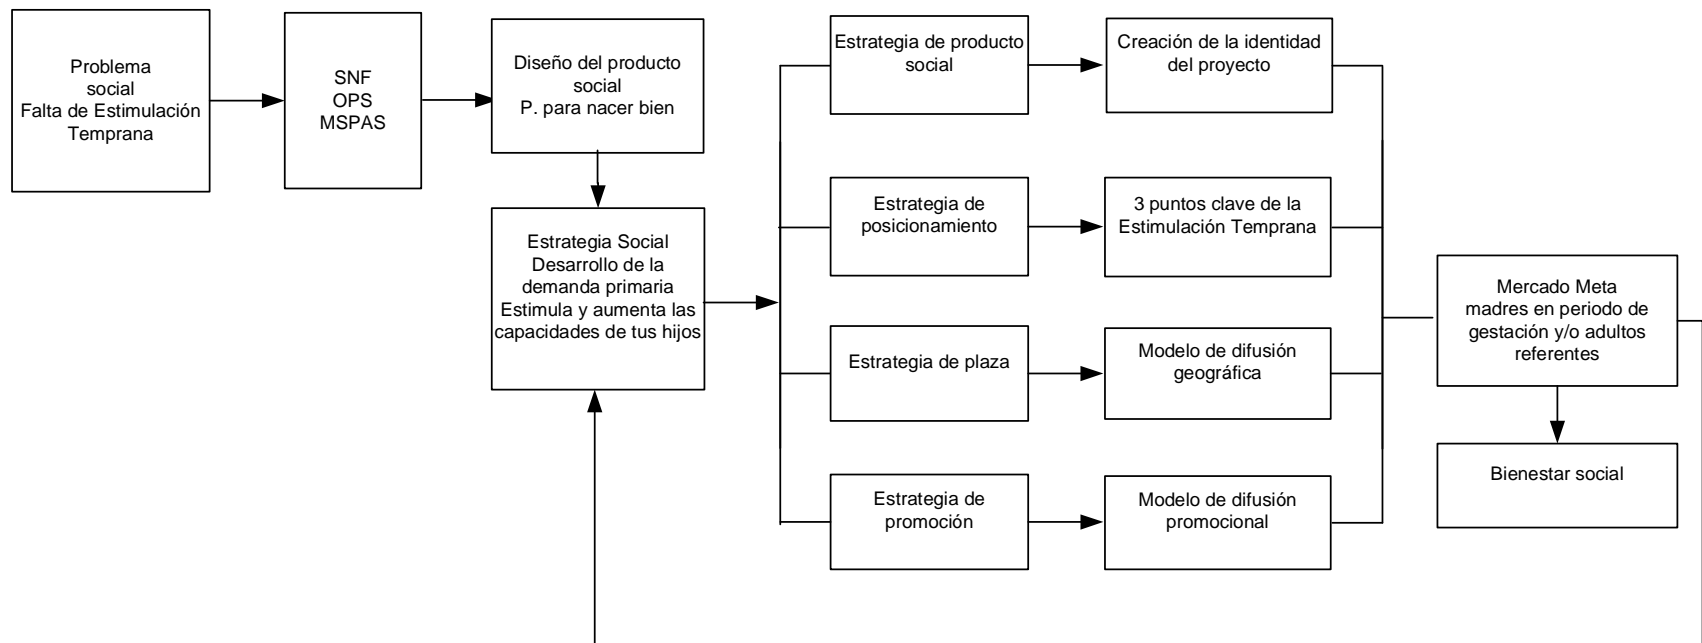 Problema
social
Falta de Estimulación
Temprana
SNF
OPS
MSPAS
Diseño del producto
social
P. para nacer bien
Estrategia Social
Desarrollo de la
demanda primaria
Estimula y aumenta las
capacidades de tus hijos
Estrategia de producto
social
Creación de la identidad
del proyecto
Estrategia de
posicionamiento
3 puntos clave de la
Estimulación Temprana
Estrategia de plaza
Modelo de difusión
geográfica
Estrategia de
promoción
Modelo de difusión
promocional
Mercado Meta
madres en periodo de
gestación y/o adultos
referentes
Bienestar social